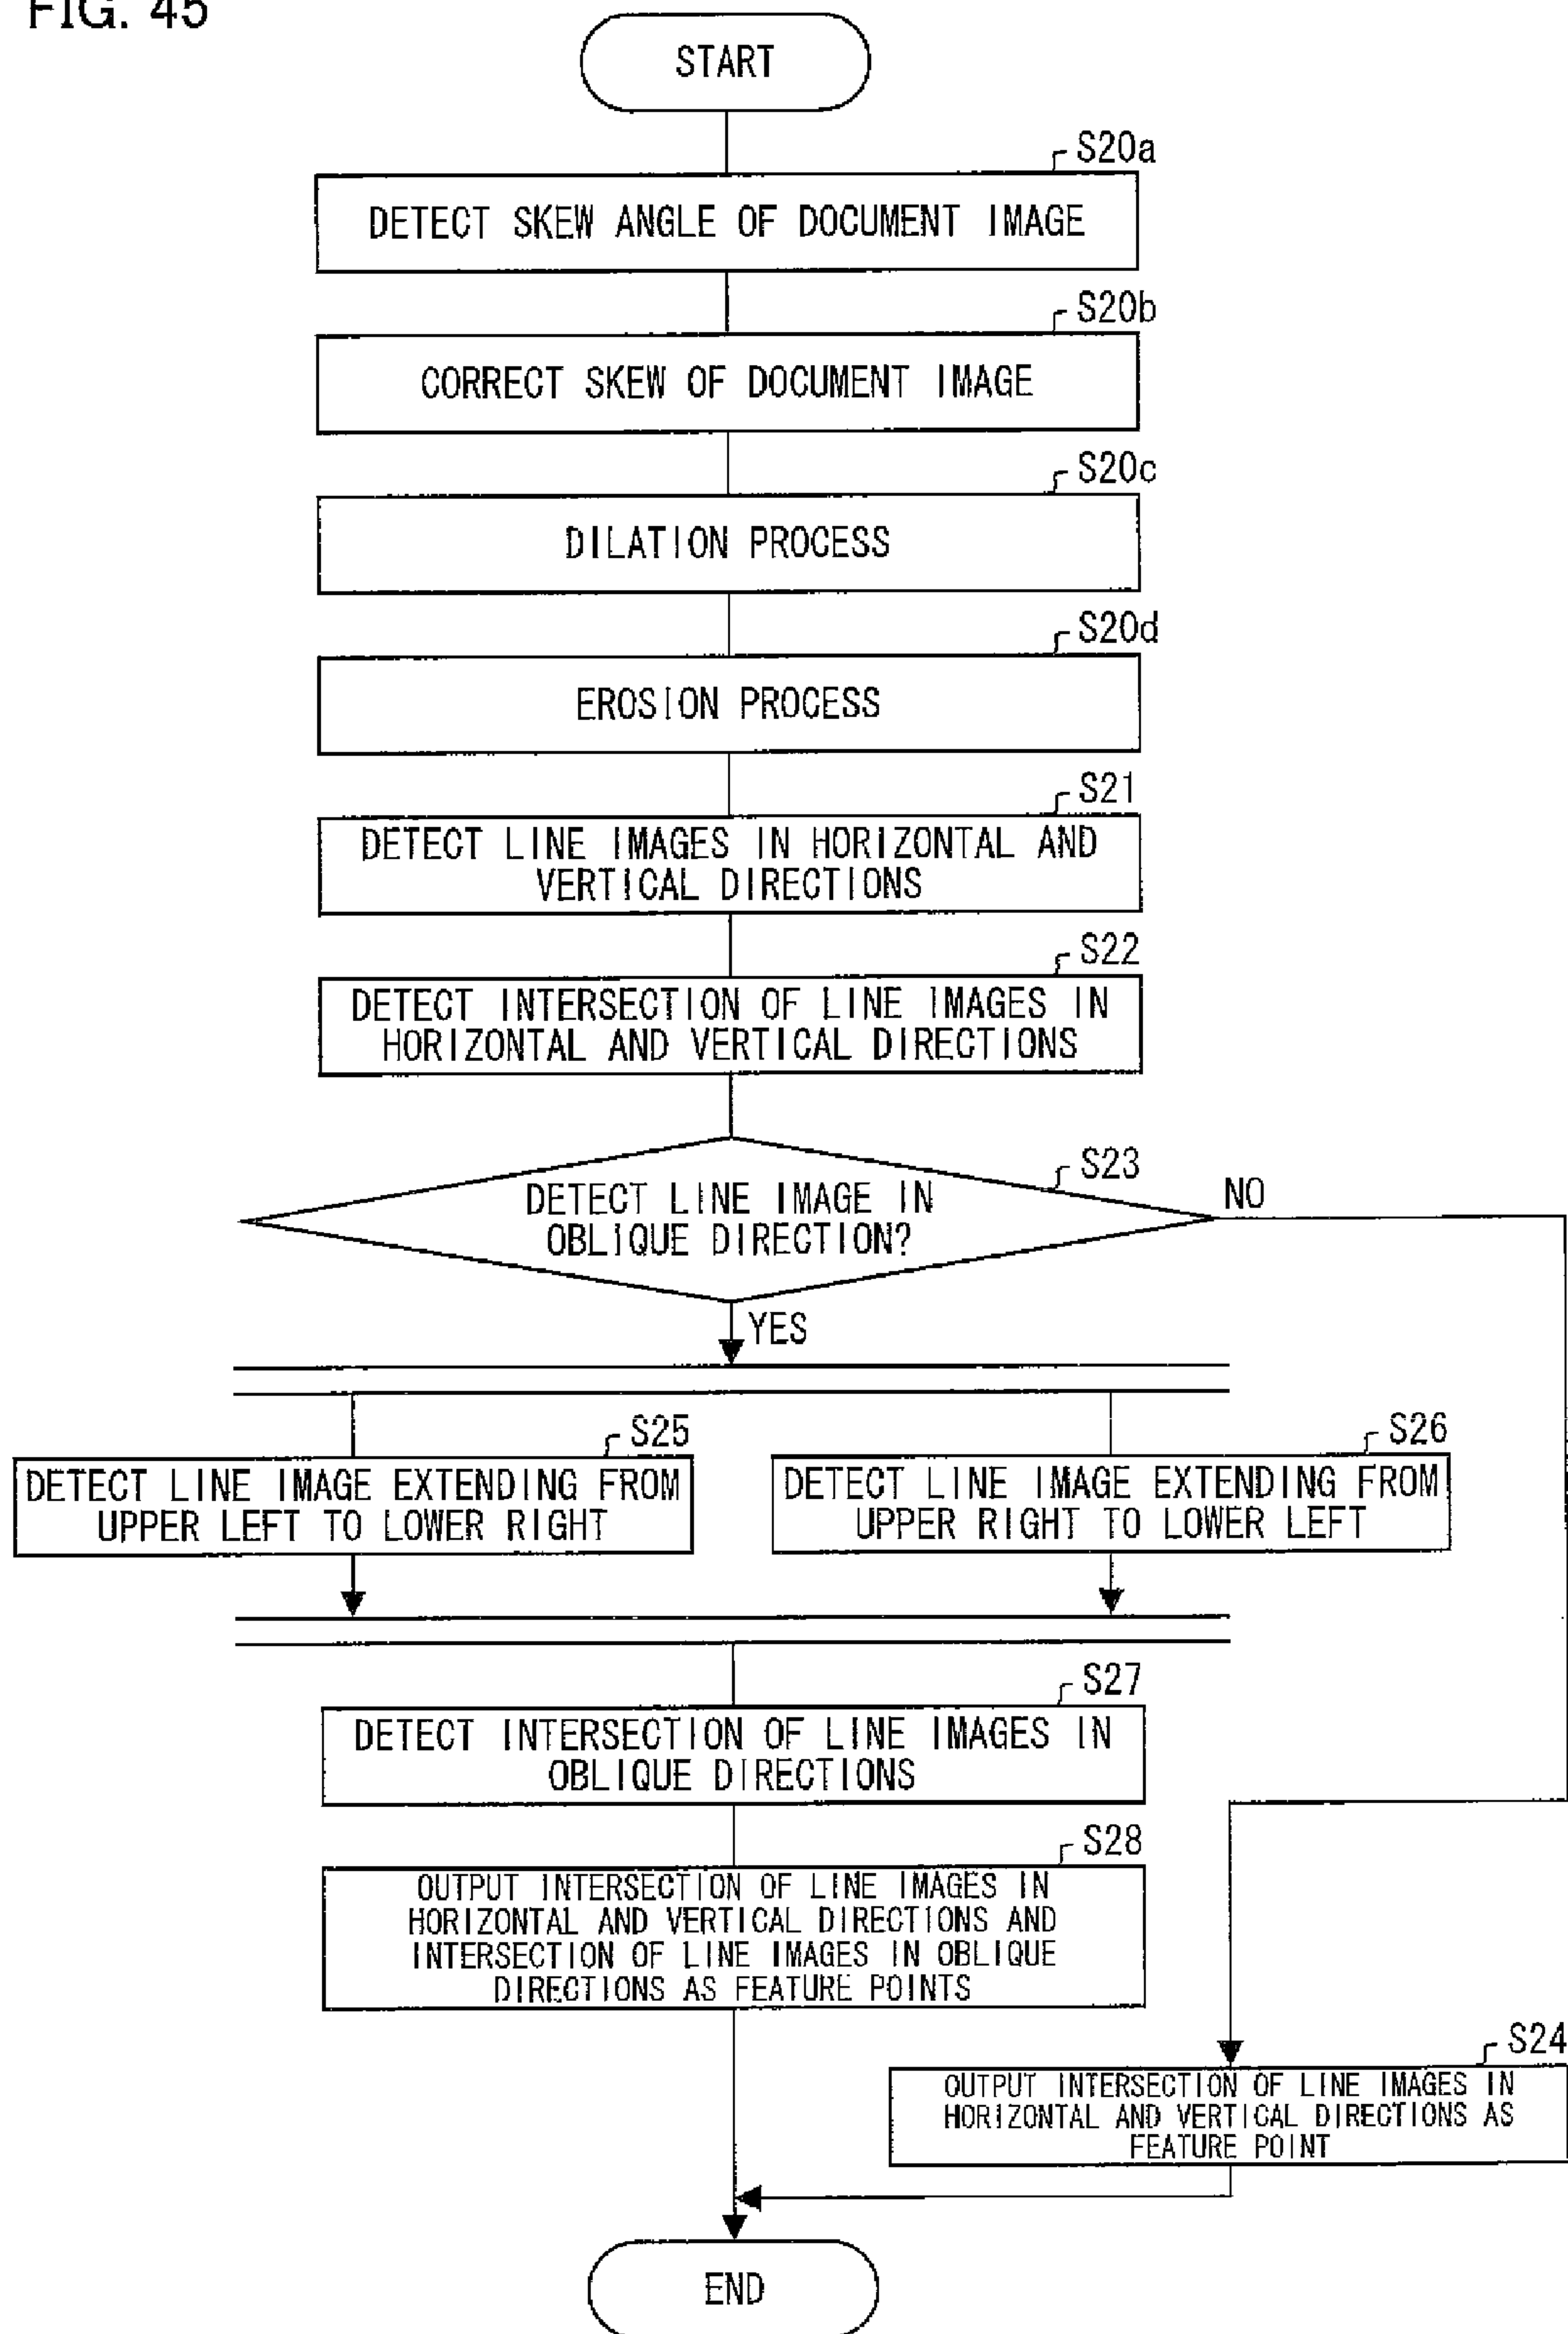 FIG. 45
START
S20a
DETECT SKEW ANGLE OF DOCUMENT IMAGE
S20b
CORRECT SKEW OF DOCUMENT IMAGE
S20c
DILATION PROCESS
S20d
EROSION PROCESS
S21
DETECT LINE IMAGES IN HORIZONTAL AND
VERTICAL DIRECTIONS
S22
DETECT INTERSECTION OF LINE IMAGES IN
HORIZONTAL AND VERTICAL DIRECTIONS
S23
DETECT LINE IMAGE IN
OBLIQUE DIRECTION?
NO
YES
S25
DETECT LINE IMAGE EXTENDING FROM
UPPER LEFT TO LOWER RIGHT
S26
DETECT LINE IMAGE EXTENDING FROM
UPPER RIGHT TO LOWER LEFT
S27
DETECT INTERSECTION OF LINE IMAGES IN
OBLIQUE DIRECTIONS
S28
OUTPUT INTERSECTION OF LINE IMAGES IN
HORIZONTAL AND VERTICAL DIRECTIONS AND
INTERSECTION OF LINE IMAGES IN OBLIQUE
DIRECTIONS AS FEATURE POINTS
S24
OUTPUT INTERSECTION OF LINE IMAGES IN
HORIZONTAL AND VERTICAL DIRECTIONS AS
FEATURE POINT
END